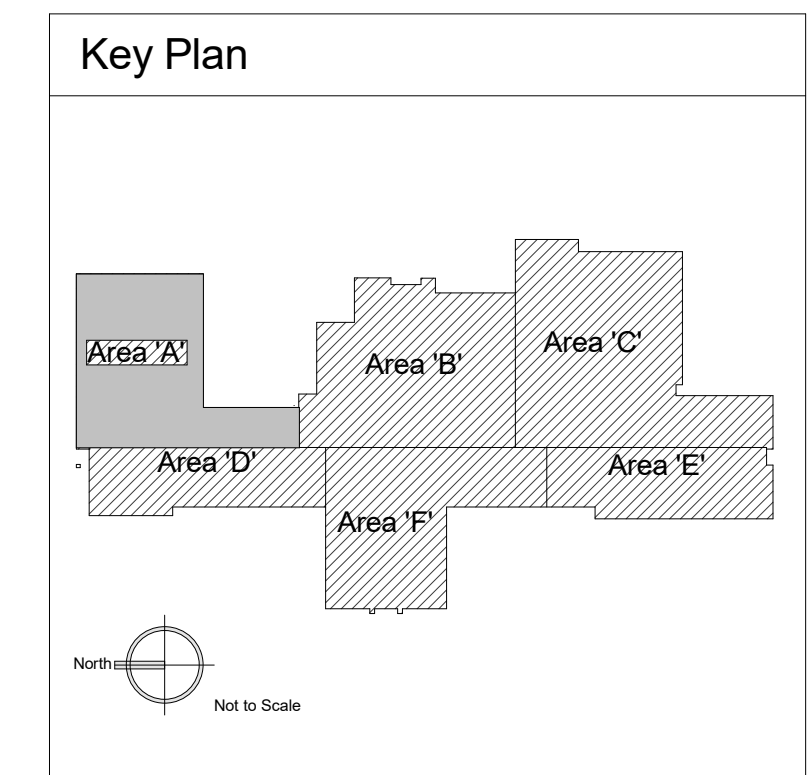 Key Plan
Area 'A'
Area 'B'
Area 'C'
Area 'D'
Area 'E'
Area 'F'
North
Not to Scale